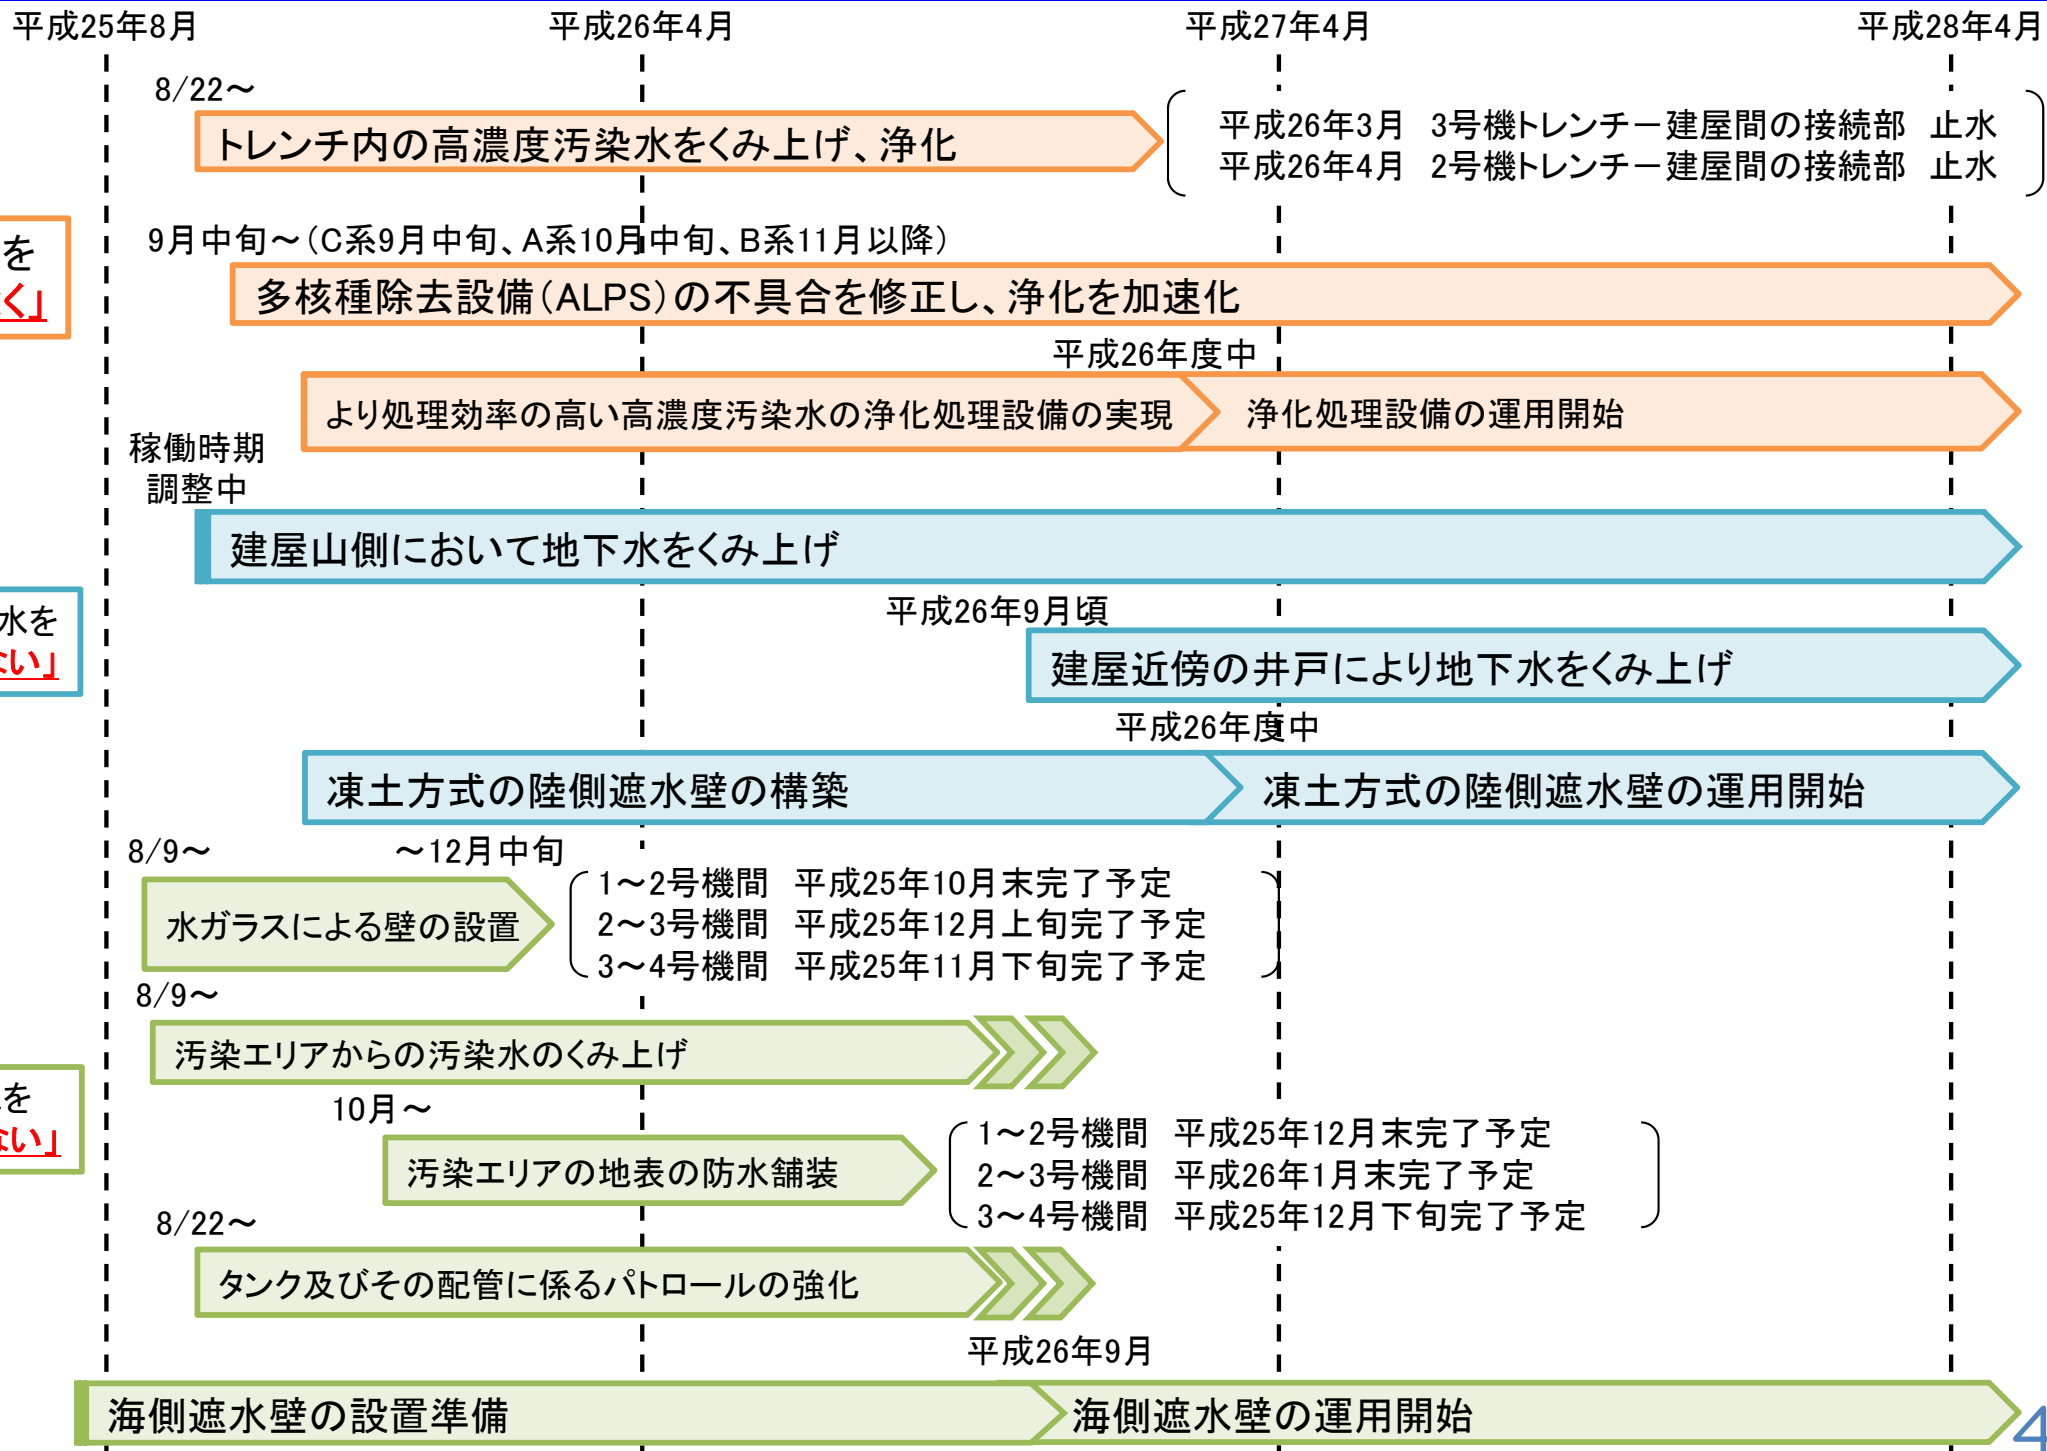 平成25年8月
平成26年4月
平成27年4月
平成28年4月
8/22～
トレンチ内の高濃度汚染水をくみ上げ、浄化
平成26年3月 3号機トレンチ－建屋間の接続部 止水
平成26年4月 2号機トレンチ－建屋間の接続部 止水
を
く」
9月中旬～（C系9月中旬、A系10月中旬、B系11月以降）
多核種除去設備（ALPS）の不具合を修正し、浄化を加速化
平成26年度中
より処理効率の高い高濃度汚染水の浄化処理設備の実現
浄化処理設備の運用開始
稼働時期
調整中
建屋山側において地下水をくみ上げ
水を
ない」
平成26年9月頃
建屋近傍の井戸により地下水をくみ上げ
平成26年度中
凍土方式の陸側遮水壁の構築
凍土方式の陸側遮水壁の運用開始
8/9～
～12月中旬
水ガラスによる壁の設置
1～2号機間 平成25年10月末完了予定
2～3号機間 平成25年12月上旬完了予定
3～4号機間 平成25年11月下旬完了予定
8/9～
汚染エリアからの汚染水のくみ上げ
を
ない」
10月～
汚染エリアの地表の防水舗装
1～2号機間 平成25年12月末完了予定
2～3号機間 平成26年1月末完了予定
3～4号機間 平成25年12月下旬完了予定
8/22～
タンク及びその配管に係るパトロールの強化
平成26年9月
海側遮水壁の設置準備
海側遮水壁の運用開始
4